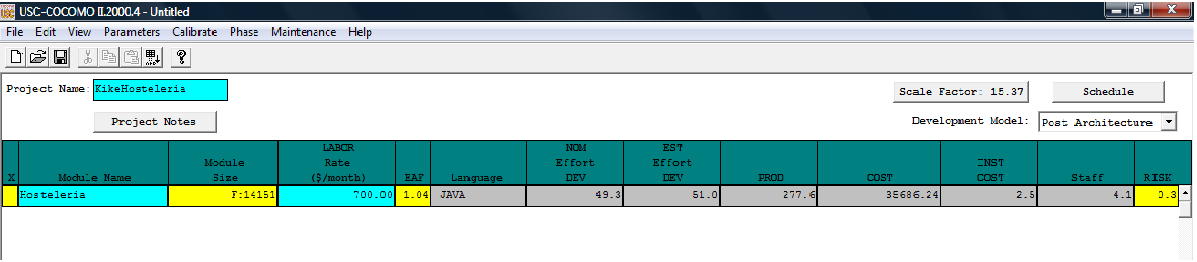 USC-COCOMO II.2000.4 - Untitled
File Edit View Parameters Calibrate Phase Maintenance Help
Project Name: KikeHosteleria
Scale Factor: 15.37 Schedule
Project Notes
Development Model: Post Architecture
X Module Name Module Size LABOR Rate ($/month) EAF Language NOM Effort DEV EST Effort DEV PROD COST INST COST Staff RISK
Hosteleria F:14151 700.00 1.04 JAVA 49.3 51.0 277.6 35686.24 2.5 4.1 0.3